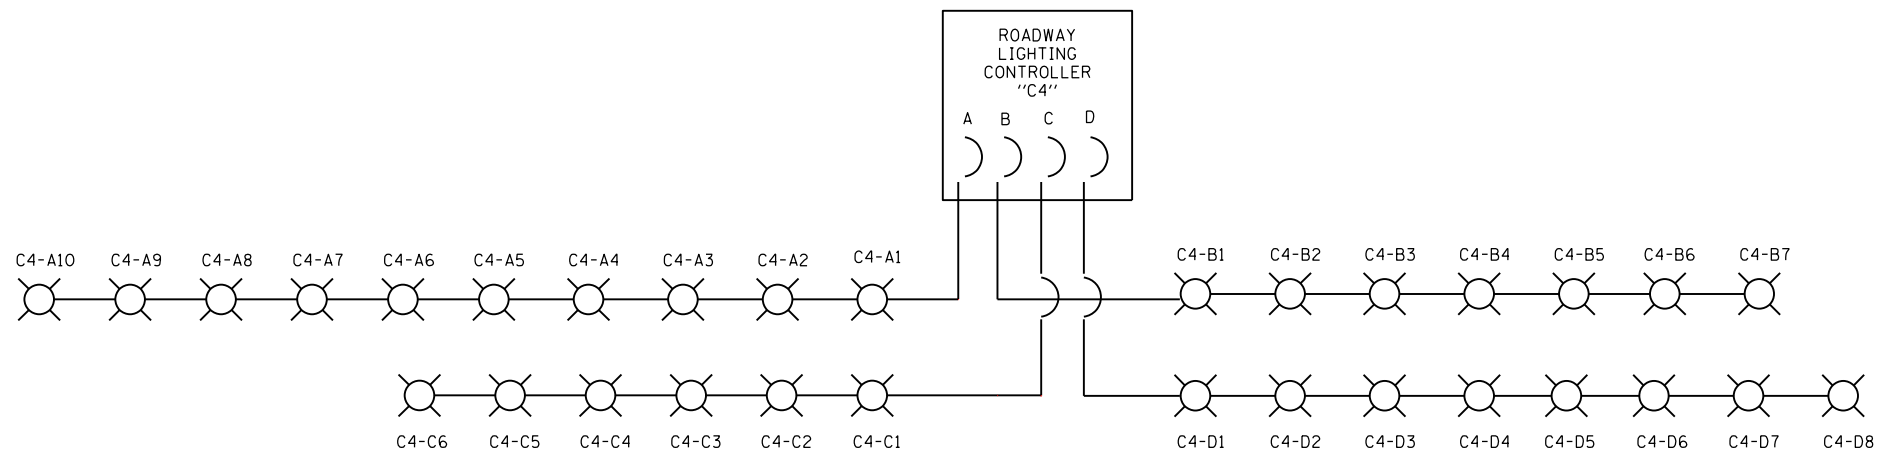 ROADWAY
LIGHTING
CONTROLLER
"C4"
A B C D
C4-A10 C4-A9 C4-A8 C4-A7 C4-A6 C4-A5 C4-A4 C4-A3 C4-A2 C4-A1
C4-B1 C4-B2 C4-B3 C4-B4 C4-B5 C4-B6 C4-B7
C4-C6 C4-C5 C4-C4 C4-C3 C4-C2 C4-C1
C4-D1 C4-D2 C4-D3 C4-D4 C4-D5 C4-D6 C4-D7 C4-D8